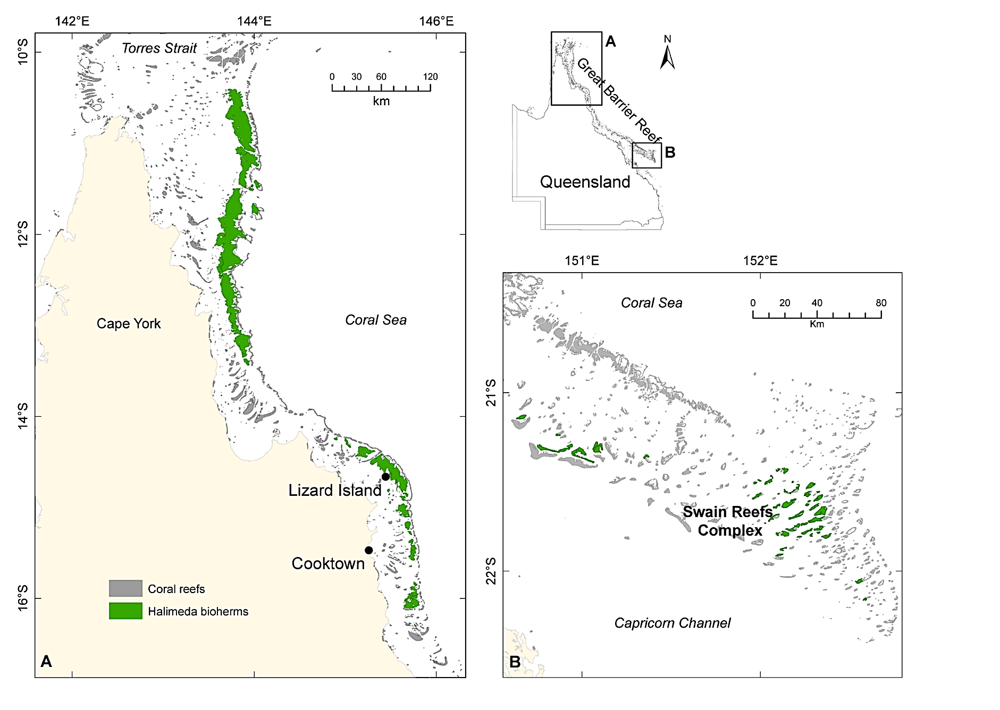 142°E 144°E 146°E
10°S
12°S
14°S
16°S
Torres Strait
0 30 60 120
km
Cape York
Coral Sea
Lizard Island
Cooktown
Coral reefs
Halimeda bioherms
A
A
N
Great Barrier Reef
B
Queensland
151°E 152°E
21°S
22°S
Coral Sea
0 20 40 80
Km
Swain Reefs
Complex
Capricorn Channel
B